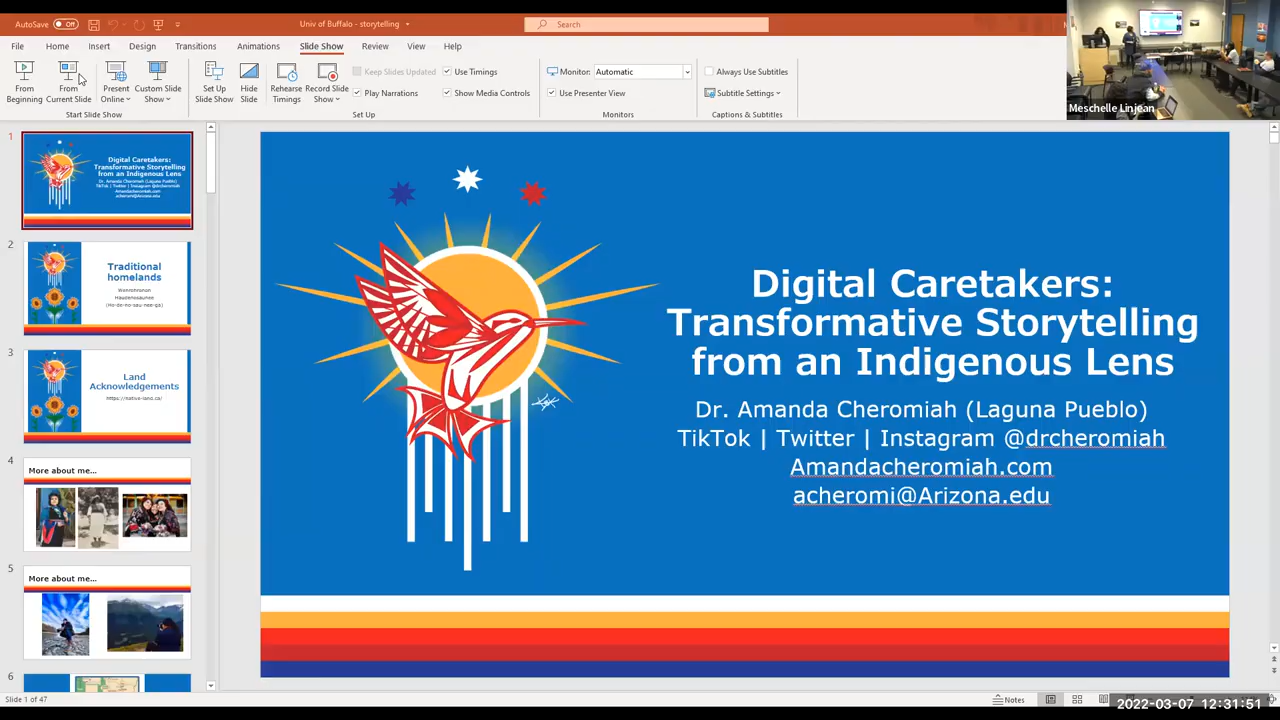 AutoSave Off
Univ of Buffalo - storytelling
Search
File Home Insert Design Transitions Animations Slide Show Review View Help
From Beginning
From Current Slide
Present Online
Custom Slide Show
Start Slide Show
Set Up Slide Show
Hide Slide
Rehearse Timings
Record Slide Show
Keep Slides Updated
Play Narrations
Use Timings
Show Media Controls
Set Up
Monitor: Automatic
Use Presenter View
Monitors
Always Use Subtitles
Subtitle Settings
Captions & Subtitles
Meschelle Linjean
1
Digital Caretakers:
Transformative Storytelling
from an Indigenous Lens
Dr. Amanda Cheromiah (Laguna Pueblo)
TikTok | Twitter | Instagram @drcheromiah
Amandacheromiah.com
acheromi@Arizona.edu
2
Traditional
homelands
Haudenosaunee
(Ho-de-no-sau-nee-ga)
3
Land
Acknowledgements
https://native-land.ca/
4
More about me...
5
More about me...
6
Digital Caretakers:
Transformative Storytelling
from an Indigenous Lens
Dr. Amanda Cheromiah (Laguna Pueblo)
TikTok | Twitter | Instagram @drcheromiah
Amandacheromiah.com
acheromi@Arizona.edu
Slide 1 of 47
Notes
2022-03-07 12:31:51